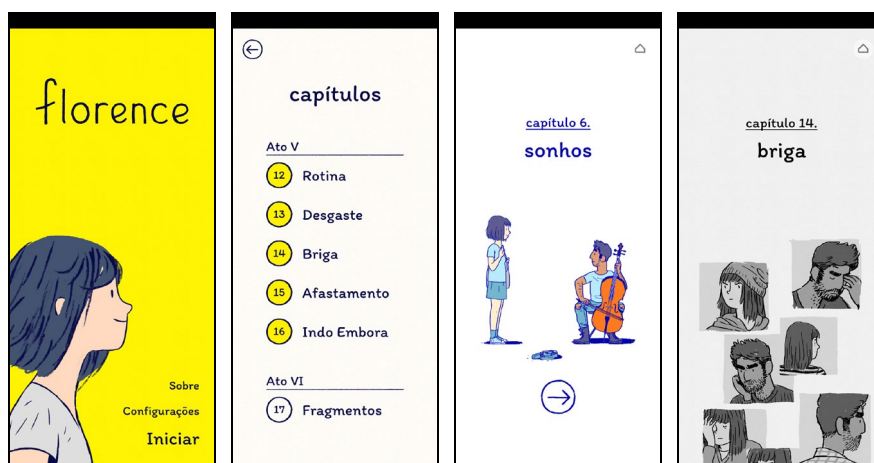 florence
Sobre
Configurações
Iniciar
capítulos
Ato V
12 Rotina
13 Desgaste
14 Briga
15 Afastamento
16 Indo Embora
Ato VI
17 Fragmentos
capítulo 6.
sonhos
capítulo 14.
briga